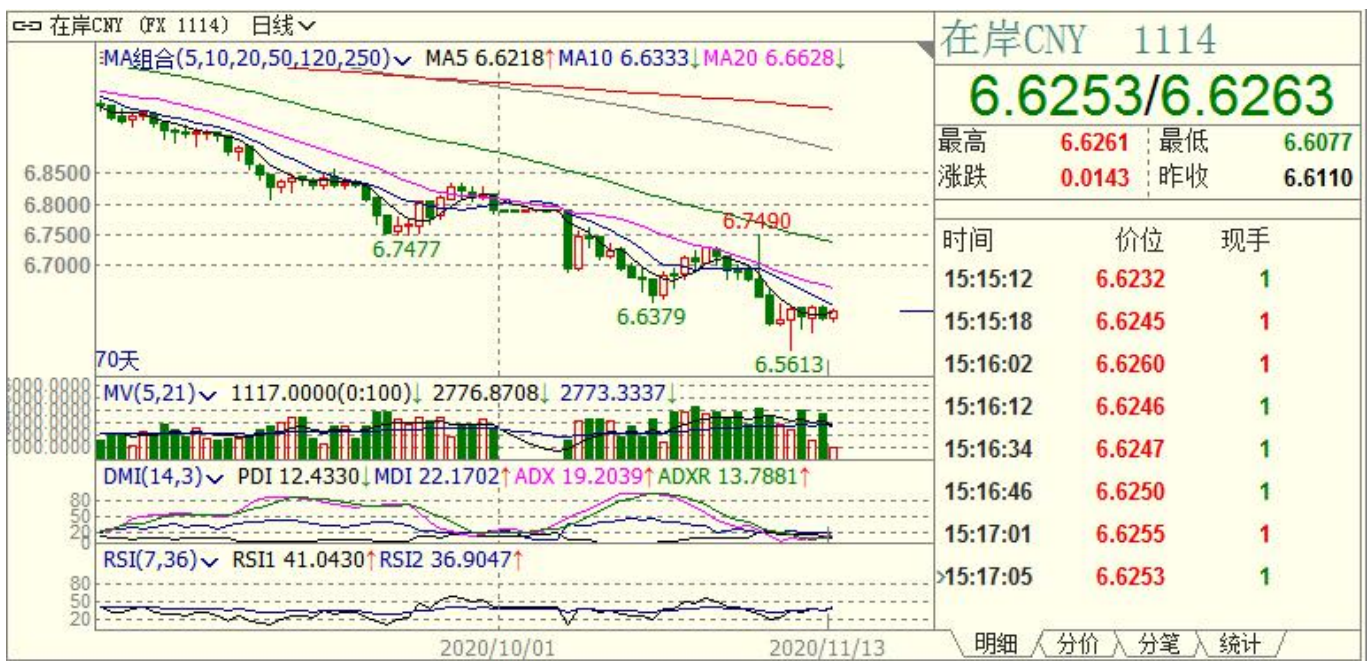 在岸CNY (FX 1114) 日线
MA组合(5,10,20,50,120,250) MA5 6.6218↑ MA10 6.6333↓ MA20 6.6628↓
6.8500
6.8000
6.7500
6.7000
6.7490
6.7477
6.6379
6.5613
70天
MV(5,21) 1117.0000(0:100)↓ 2776.8708↓ 2773.3337↓
DMI(14,3) PDI 12.4330↓ MDI 22.1702↑ ADX 19.2039↑ ADXR 13.7881↑
80
50
20
0
RSI(7,36) RSI1 41.0430↑ RSI2 36.9047↑
80
50
20
2020/10/01 2020/11/13
在岸CNY 1114
6.6253/6.6263
最高 6.6261 最低 6.6077
涨跌 0.0143 昨收 6.6110
时间 价位 现手
15:15:12 6.6232 1
15:15:18 6.6245 1
15:16:02 6.6260 1
15:16:12 6.6246 1
15:16:34 6.6247 1
15:16:46 6.6250 1
15:17:01 6.6255 1
15:17:05 6.6253 1
明细 分价 分笔 统计